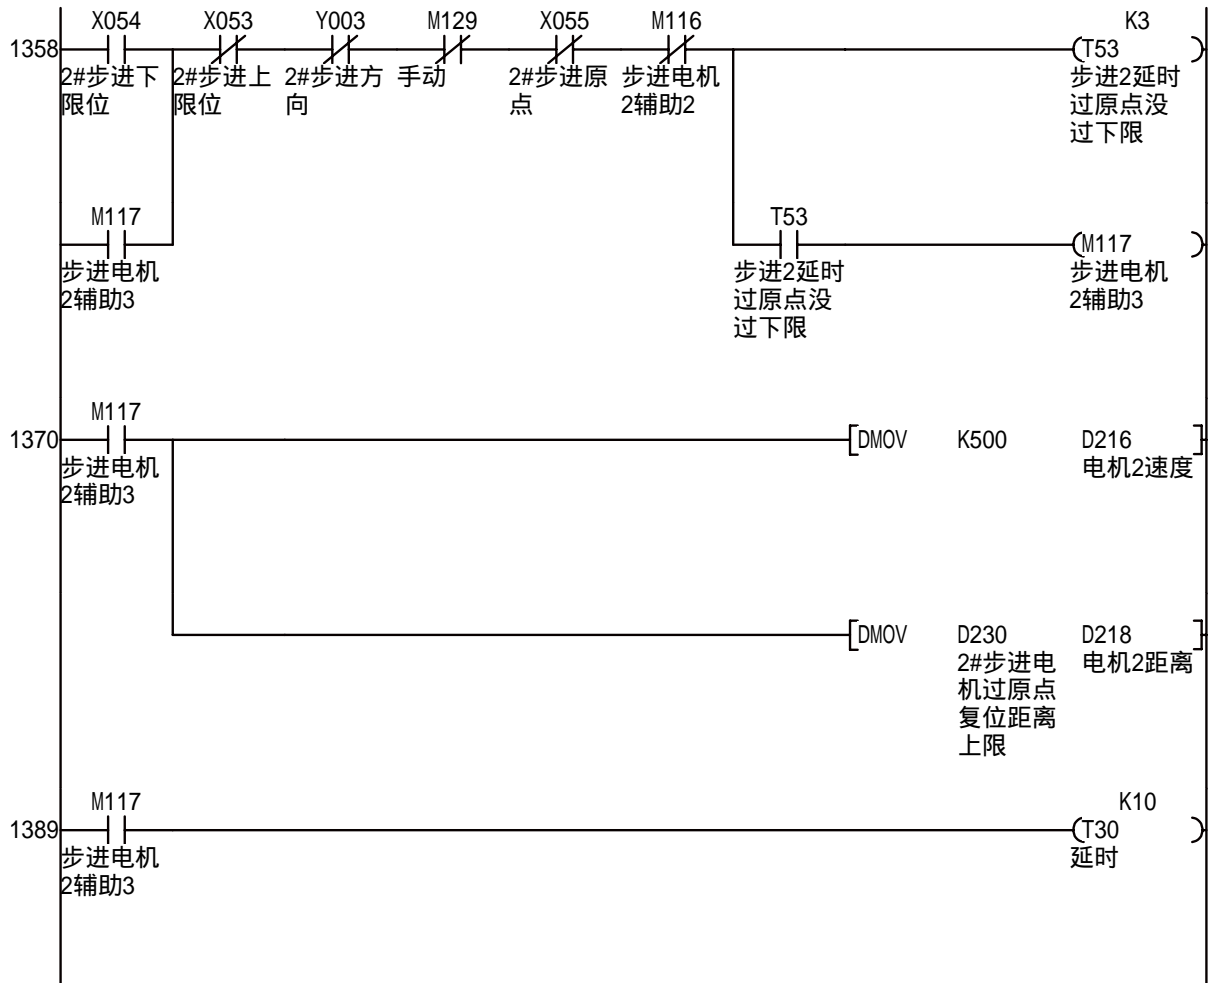 X054 X053 Y003 M129 X055 M116 K3
1358 T53
2#步进下 2#步进上 2#步进方 手动 2#步进原 步进电机 步进2延时
限位 限位 向 点 2辅助2 过原点没
过下限
M117 T53
M117
步进电机 步进2延时 步进电机
2辅助3 过原点没 2辅助3
过下限
M117
1370 DMOV K500 D216
步进电机 电机2速度
2辅助3
DMOV D230 D218
2#步进电 电机2距离
机过原点
复位距离
上限
M117 K10
1389 T30
步进电机 延时
2辅助3